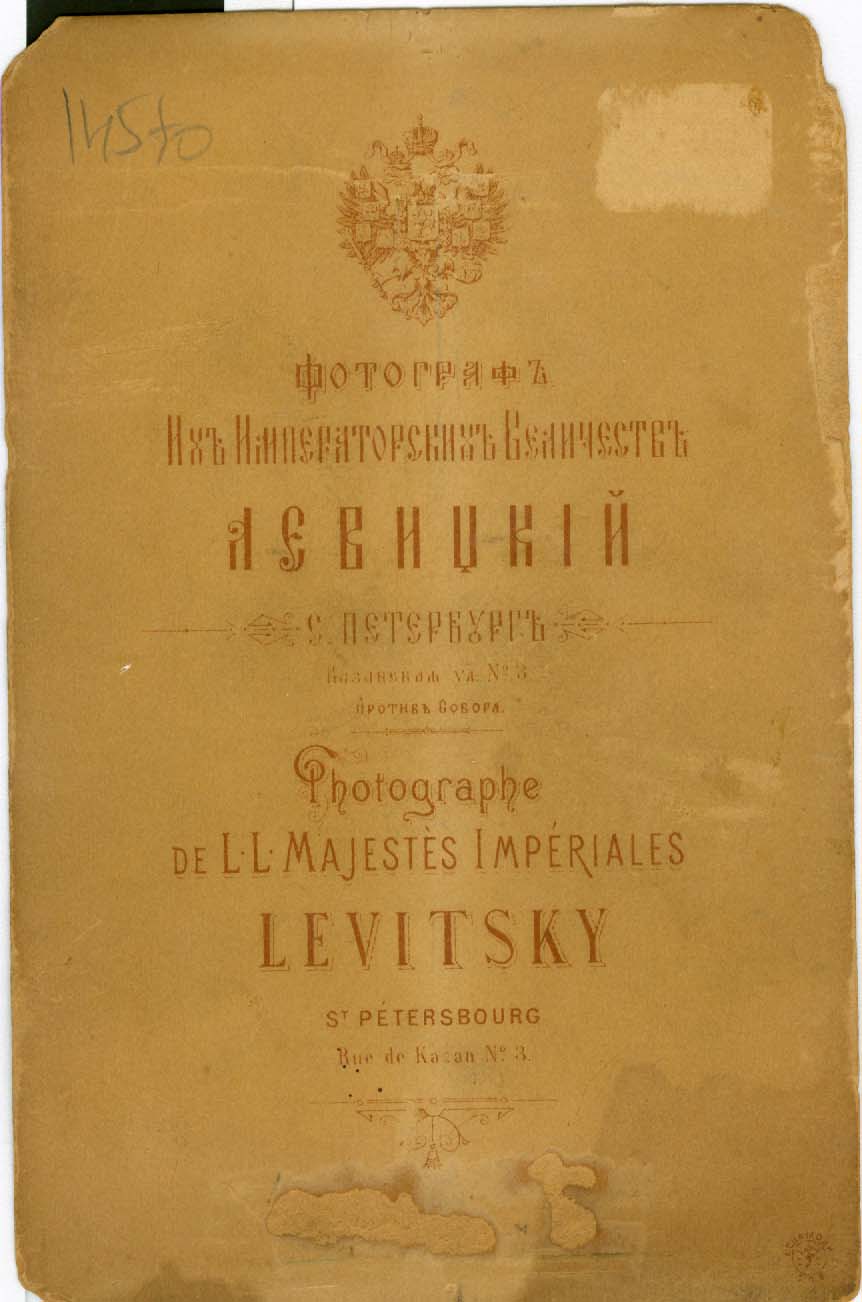 Фотографъ
Ихъ Императорскихъ Величествъ
ЛЕВИЦКІЙ
С. ПЕТЕРБУРГЪ
Казанская ул. № 3.
Противъ Собора.
Photographe
DE L·L· MAJESTÈS IMPÉRIALES
LEVITSKY
ST PÉTERSBOURG
Rue de Kazan № 3.